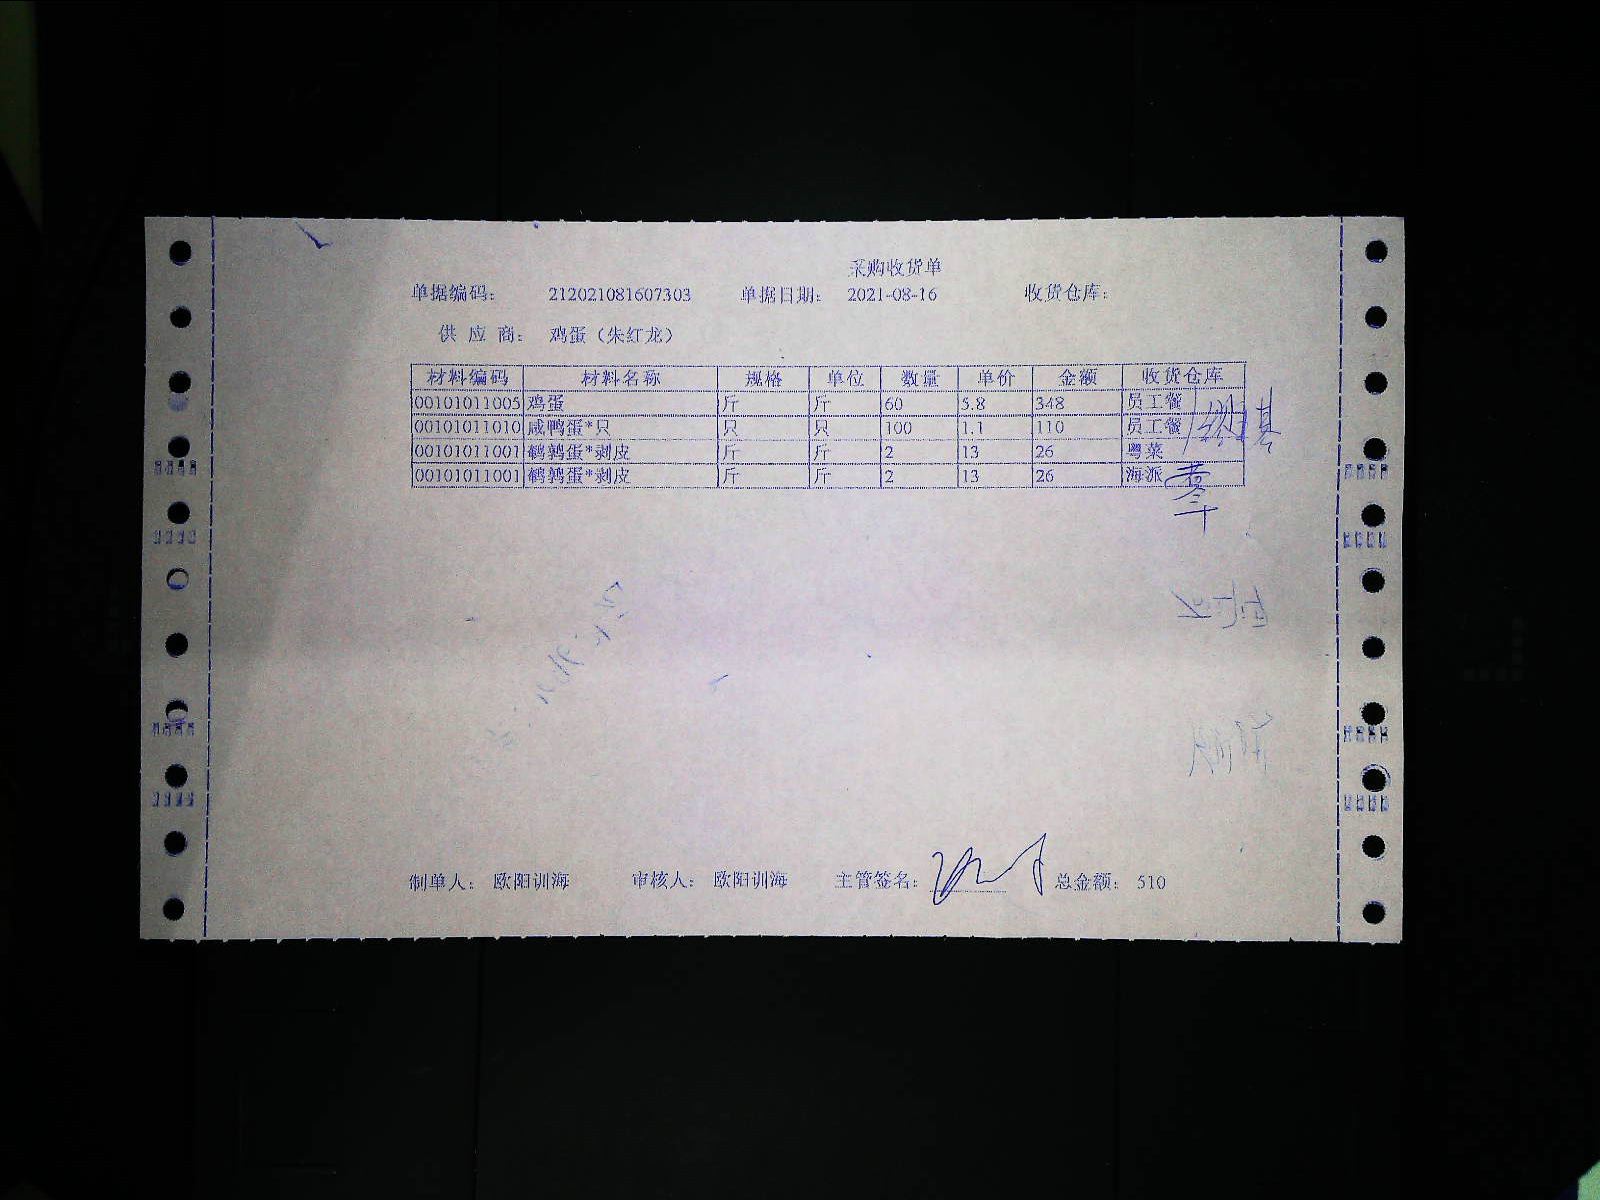 采购收货单
单据编码： 212021081607303 单据日期： 2021-08-16 收货仓库：
供 应 商： 鸡蛋（朱红龙）
材料编码 材料名称 规格 单位 数量 单价 金额 收货仓库
00101011005 鸡蛋 斤 斤 60 5.8 348 员工餐
00101011010 咸鸭蛋*只 只 只 100 1.1 110 员工餐
00101011001 鹌鹑蛋*剥皮 斤 斤 2 13 26 粤菜
00101011001 鹌鹑蛋*剥皮 斤 斤 2 13 26 海派
制单人： 欧阳训海 审核人： 欧阳训海 主管签名： 总金额： 510